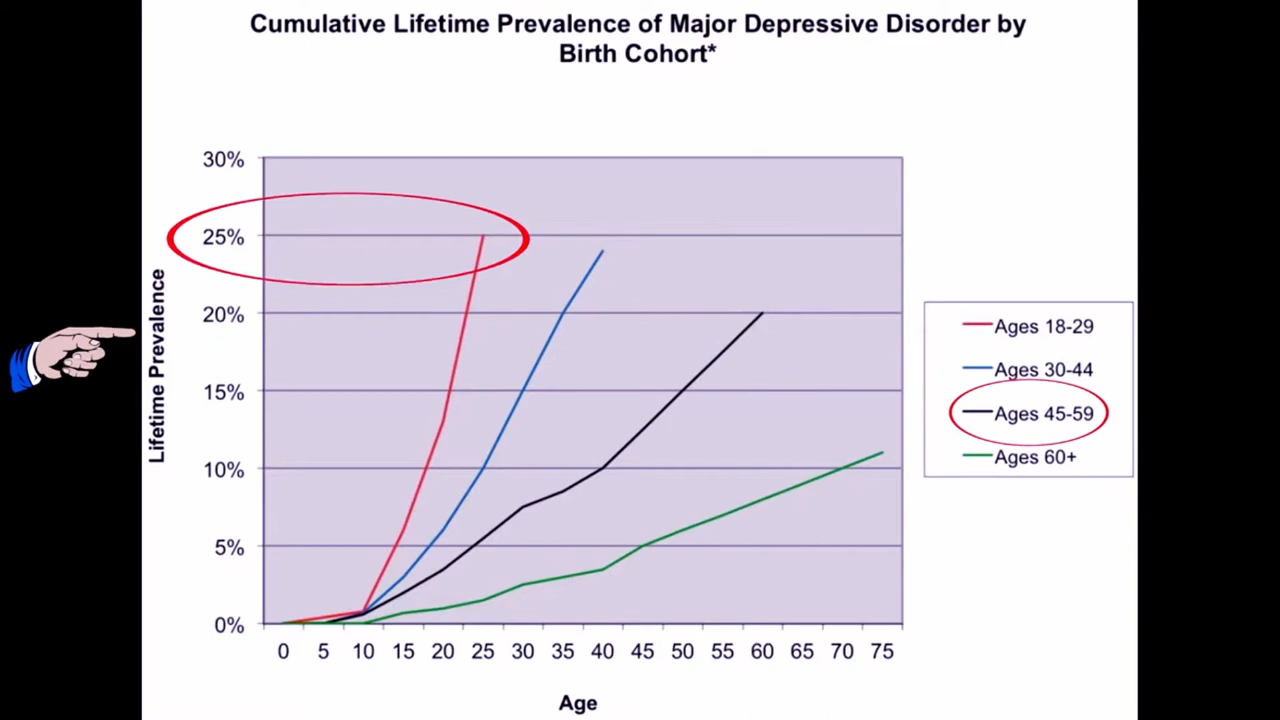 Cumulative Lifetime Prevalence of Major Depressive Disorder by
Birth Cohort*
30%
25%
20%
15%
10%
5%
0%
Lifetime Prevalence
0 5 10 15 20 25 30 35 40 45 50 55 60 65 70 75
Age
Ages 18-29
Ages 30-44
Ages 45-59
Ages 60+